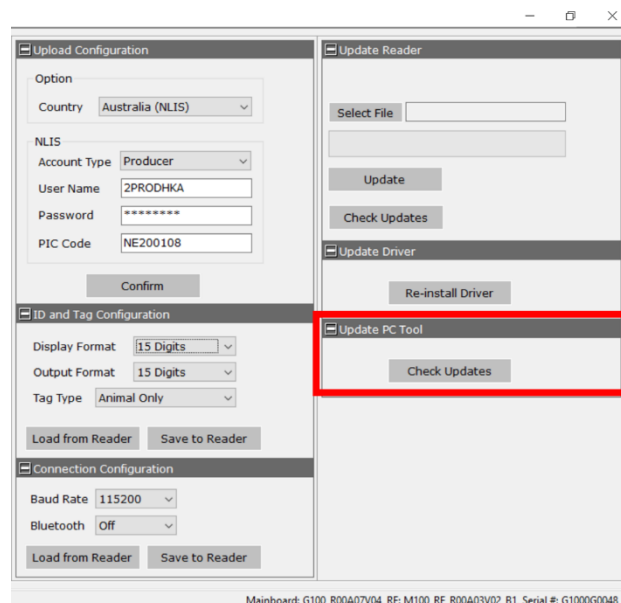 Upload Configuration
Option
Country Australia (NLIS)
NLIS
Account Type Producer
User Name 2PRODHKA
Password ********
PIC Code NE200108
Confirm
ID and Tag Configuration
Display Format 15 Digits
Output Format 15 Digits
Tag Type Animal Only
Load from Reader Save to Reader
Connection Configuration
Baud Rate 115200
Bluetooth Off
Load from Reader Save to Reader
Update Reader
Select File
Update
Check Updates
Update Driver
Re-install Driver
Update PC Tool
Check Updates
Mainboard: G100_R00A07V04 RF: M100_RF_R00A03V02_B1 Serial #: G1000G0048